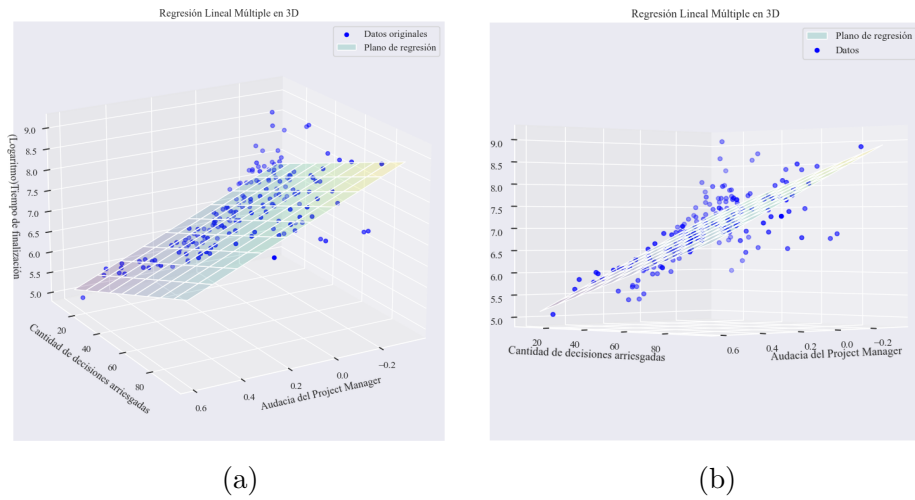 Regresión Lineal Múltiple en 3D
Datos originales
Plano de regresión
9.0
8.5
8.0
7.5
7.0
6.5
6.0
5.5
5.0
(Logaritmo)Tiempo de finalización
20
40
60
80
Cantidad de decisiones arriesgadas
0.6
0.4
0.2
0.0
−0.2
Audacia del Project Manager
(a)
Regresión Lineal Múltiple en 3D
Plano de regresión
Datos
9.0
8.5
8.0
7.5
7.0
6.5
6.0
5.5
5.0
20
40
60
80
Cantidad de decisiones arriesgadas
0.6
0.4
0.2
0.0
−0.2
Audacia del Project Manager
(b)